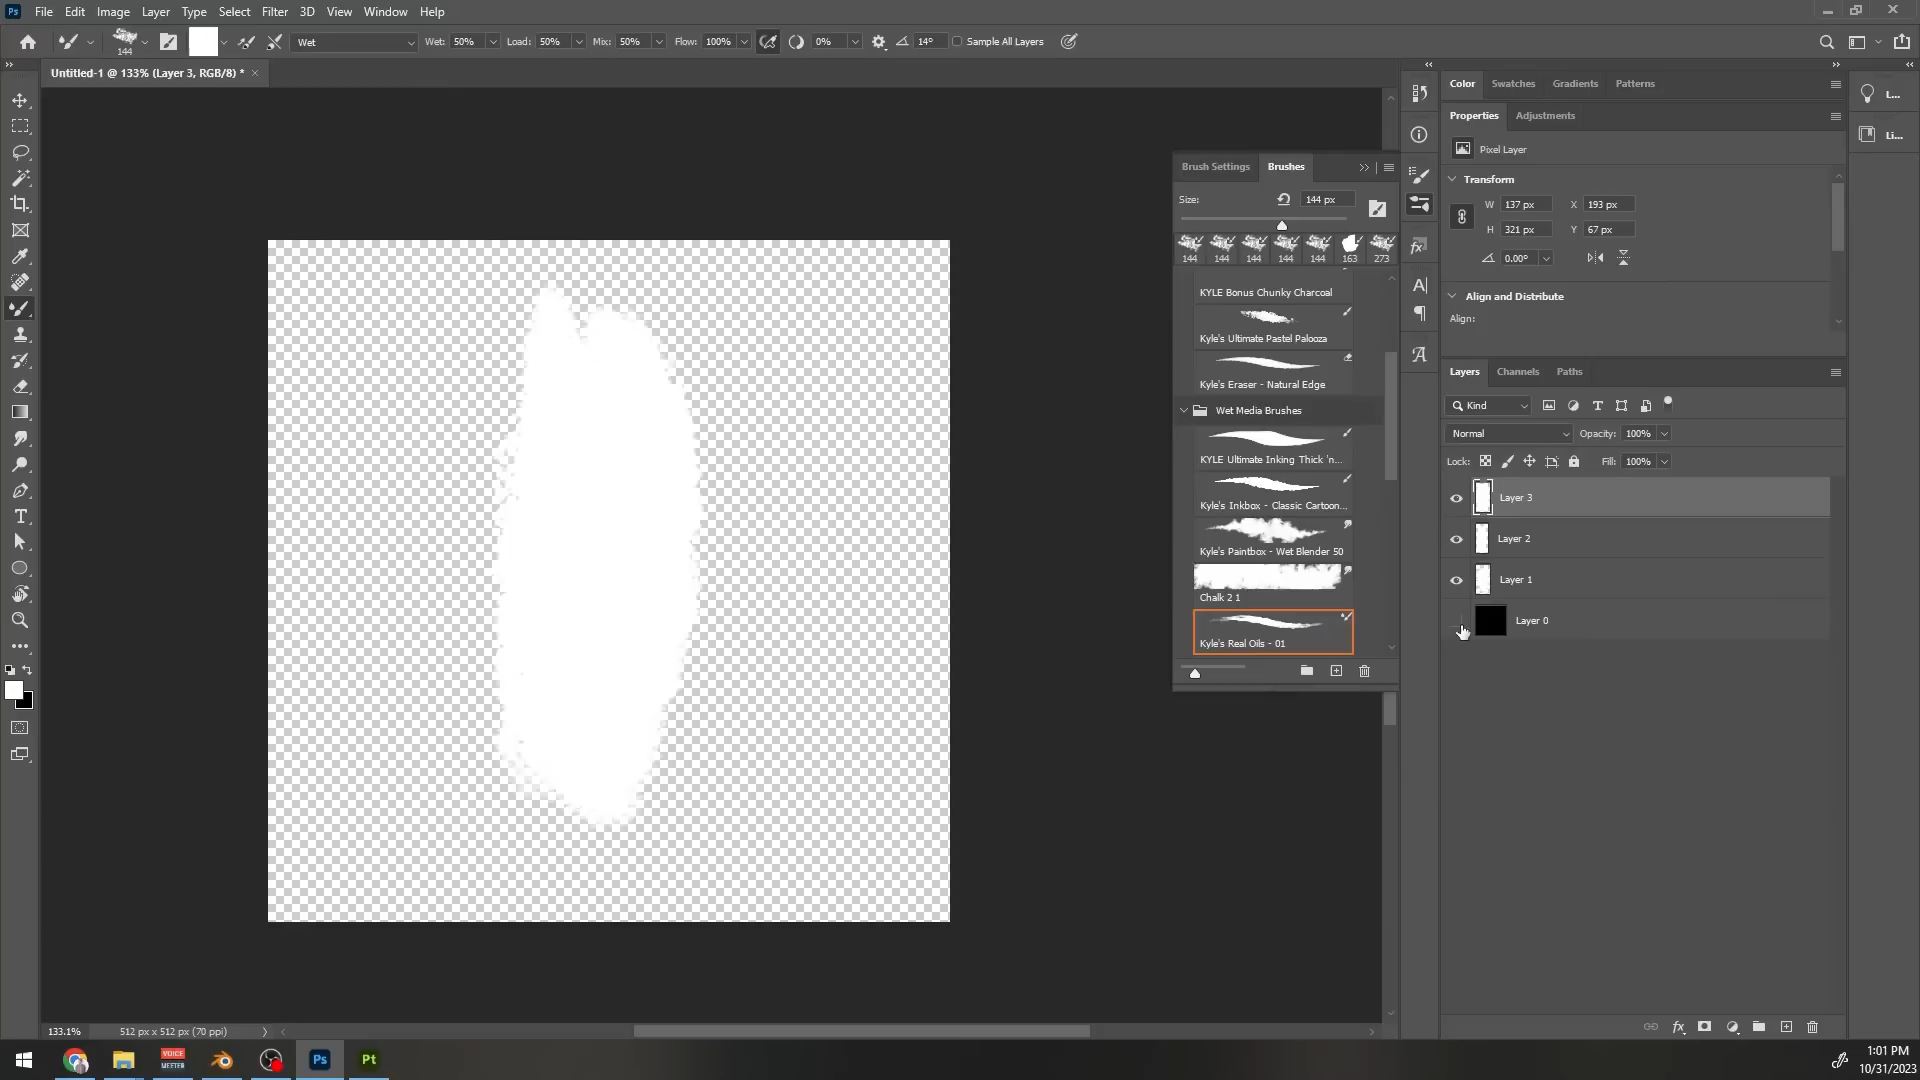 Ps File Edit Image Layer Type Select Filter 3D View Window Help
144 Wet Wet: 50% Load: 50% Mix: 50% Flow: 100% 0% 14° Sample All Layers
Untitled-1 @ 133% (Layer 3, RGB/8) * ×
Color Swatches Gradients Patterns
L...
Properties Adjustments
Li...
Pixel Layer
Transform
W 137 px X 193 px
H 321 px Y 67 px
0.00°
Align and Distribute
Align:
Brush Settings Brushes
Size: 144 px
144 144 144 144 144 163 273
KYLE Bonus Chunky Charcoal
Kyle's Ultimate Pastel Palooza
Kyle's Eraser - Natural Edge
Wet Media Brushes
KYLE Ultimate Inking Thick 'n...
Kyle's Inkbox - Classic Cartoon...
Kyle's Paintbox - Wet Blender 50
Chalk 2 1
Kyle's Real Oils - 01
Layers Channels Paths
Kind
Normal Opacity: 100%
Lock: Fill: 100%
Layer 3
Layer 2
Layer 1
Layer 0
133.1% 512 px x 512 px (70 ppi)
VOICE
MEETER
Ps Pt
1:01 PM
10/31/2023